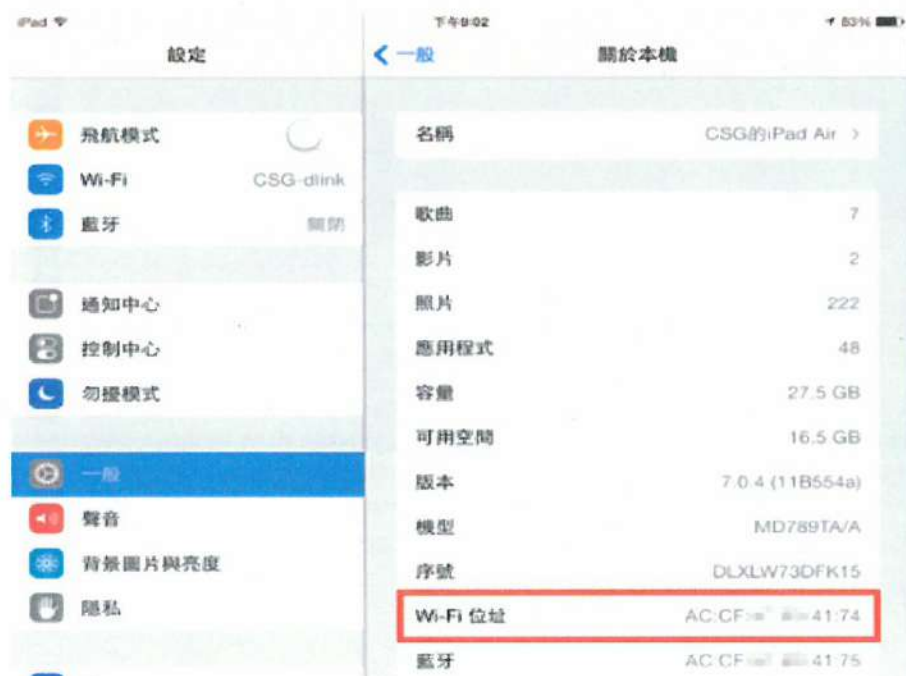 iPad
下午9:02
83%
設定
一般
關於本機
飛航模式
Wi-Fi CSG-dlink
藍牙 關閉
通知中心
控制中心
勿擾模式
一般
聲音
背景圖片與亮度
隱私
名稱 CSG的iPad Air
歌曲 7
影片 2
照片 222
應用程式 48
容量 27.5 GB
可用空間 16.5 GB
版本 7.0.4 (11B554a)
機型 MD789TA/A
序號 DLXLW73DFK15
Wi-Fi 位址 AC:CF: 41:74
藍牙 AC:CF: 41:75